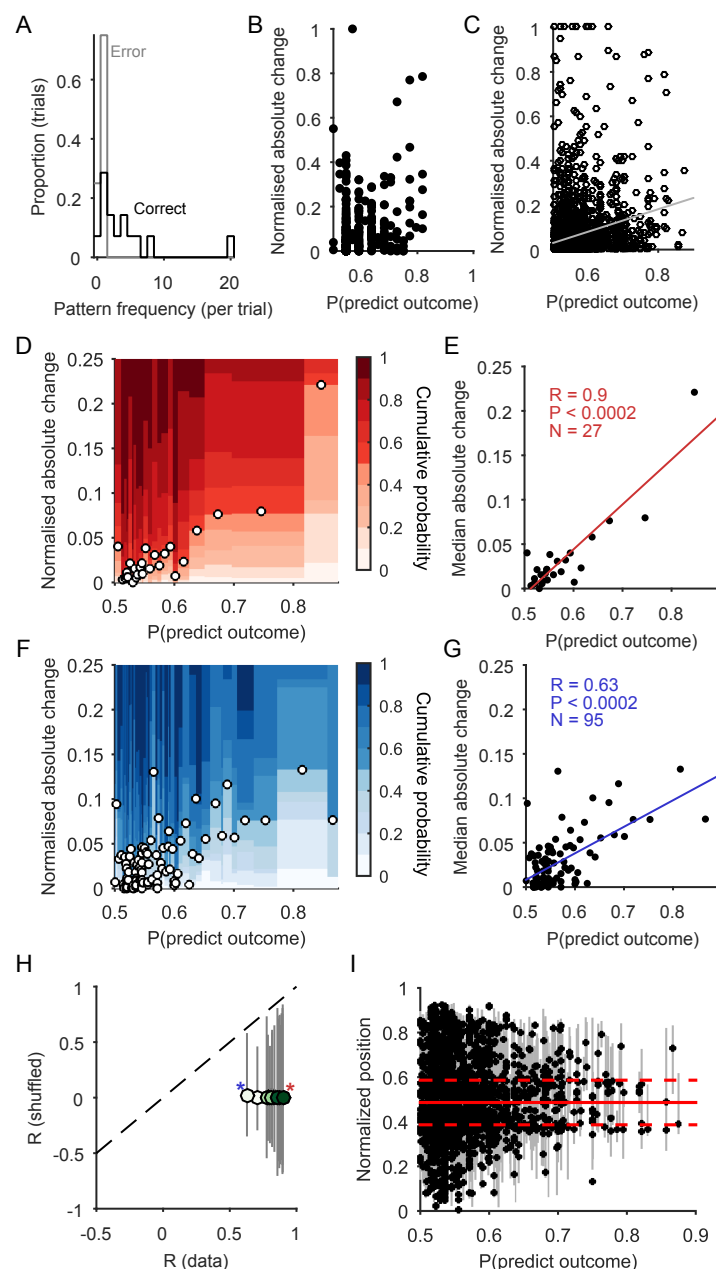 A
B
C
Error
Correct
0.6
0.4
0.2
0
Proportion (trials)
0
10
20
Pattern frequency (per trial)
1
0.8
0.6
0.4
0.2
0
Normalised absolute change
0.6
0.8
1
P(predict outcome)
1
0.8
0.6
0.4
0.2
0
Normalised absolute change
0.6
0.8
P(predict outcome)
D
E
0.25
0.2
0.15
0.1
0.05
0
Normalised absolute change
0.5
0.6
0.7
0.8
P(predict outcome)
1
0.8
0.6
0.4
0.2
0
Cumulative probability
R = 0.9
P < 0.0002
N = 27
0.25
0.2
0.15
0.1
0.05
0
Median absolute change
0.5
0.6
0.7
0.8
P(predict outcome)
F
G
0.25
0.2
0.15
0.1
0.05
0
Normalised absolute change
0.5
0.6
0.7
0.8
P(predict outcome)
1
0.8
0.6
0.4
0.2
0
Cumulative probability
R = 0.63
P < 0.0002
N = 95
0.25
0.2
0.15
0.1
0.05
0
Median absolute change
0.5
0.6
0.7
0.8
P(predict outcome)
H
I
1
0.5
0
-0.5
-1
R (shuffled)
*
*
-0.5
0
0.5
1
R (data)
1
0.8
0.6
0.4
0.2
0
Normalized position
0.5
0.6
0.7
0.8
0.9
P(predict outcome)